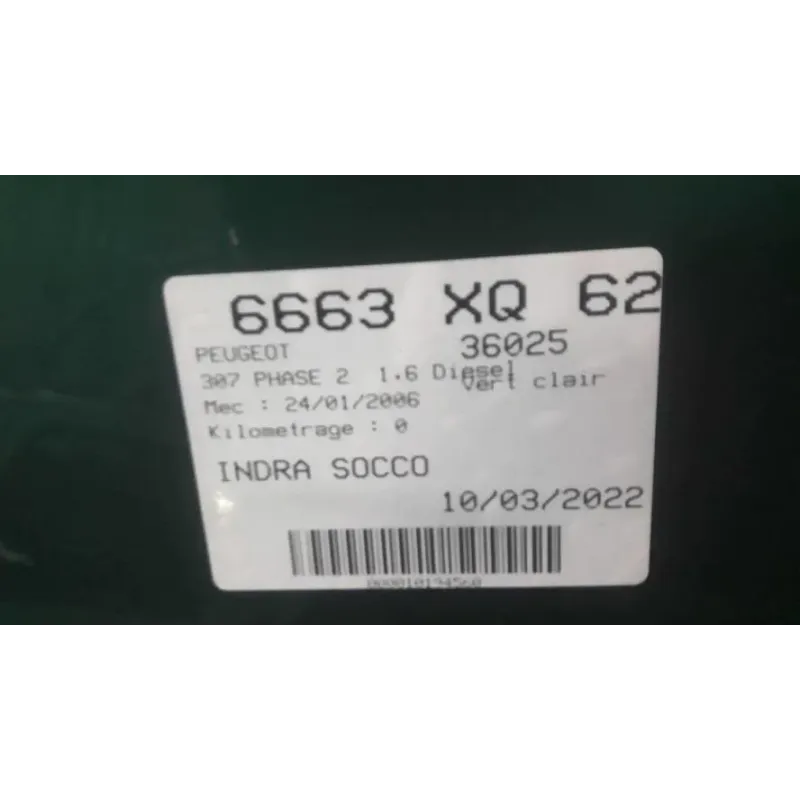 6663 XQ 62
PEUGEOT 36025
307 PHASE 2 1.6 Diesel
Vert clair
Mec : 24/01/2006
Kilometrage : 0
INDRA SOCCO
10/03/2022